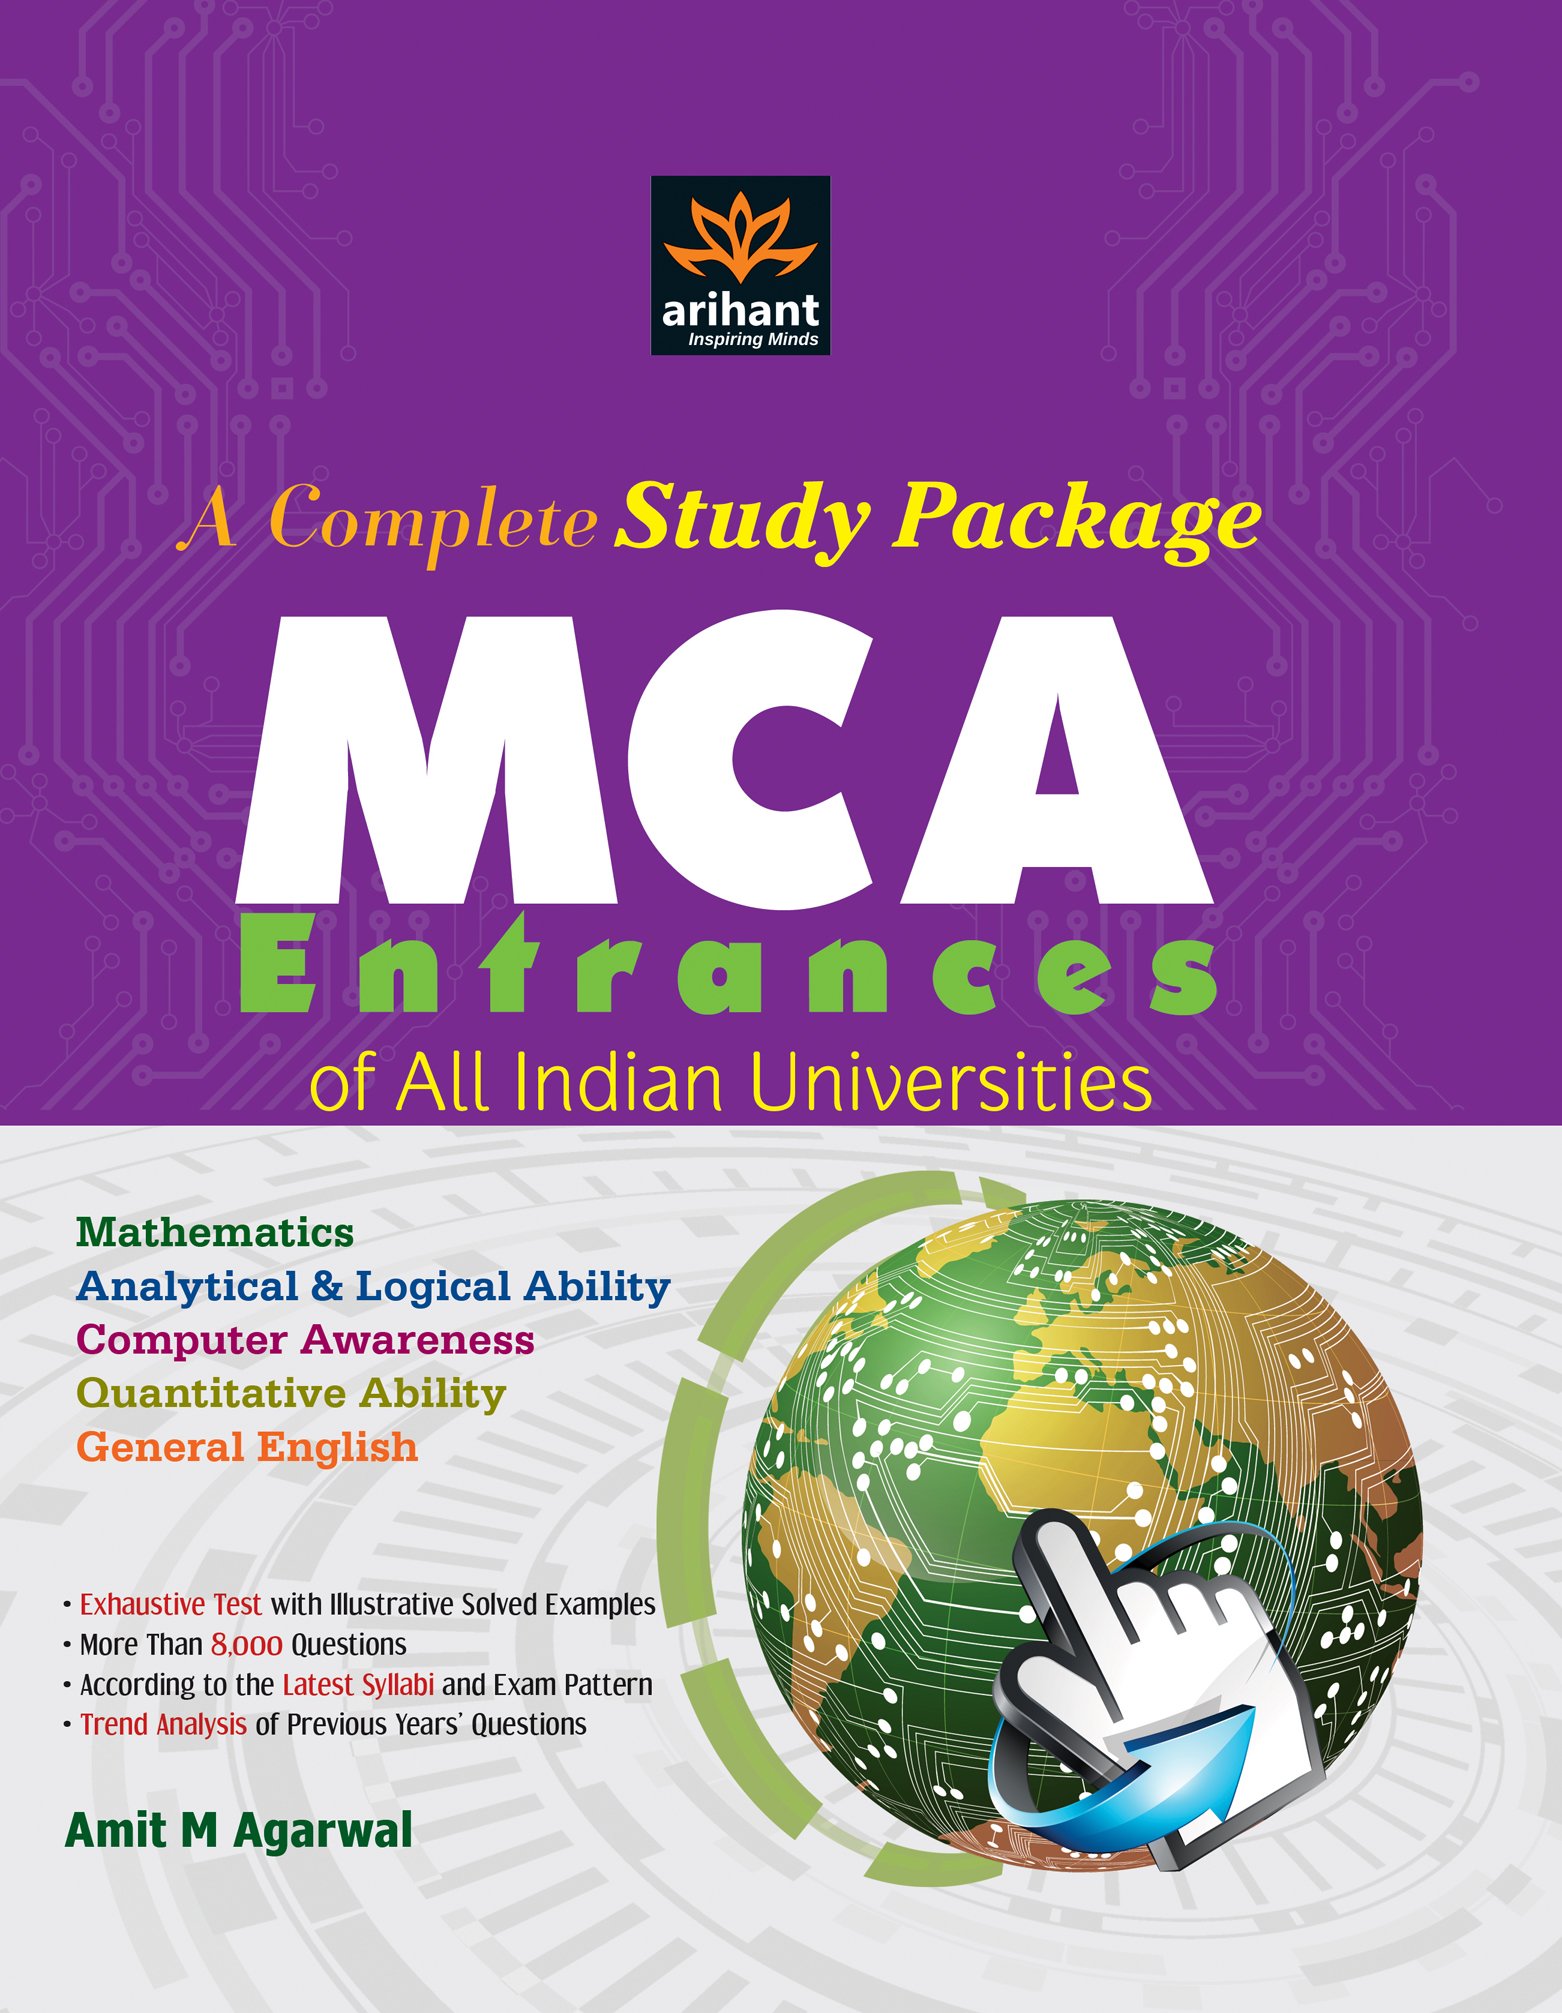 arihant
Inspiring Minds
A Complete Study Package
MCA
Entrances
of All Indian Universities
Mathematics
Analytical & Logical Ability
Computer Awareness
Quantitative Ability
General English
• Exhaustive Test with Illustrative Solved Examples
• More Than 8,000 Questions
• According to the Latest Syllabi and Exam Pattern
• Trend Analysis of Previous Years' Questions
Amit M Agarwal